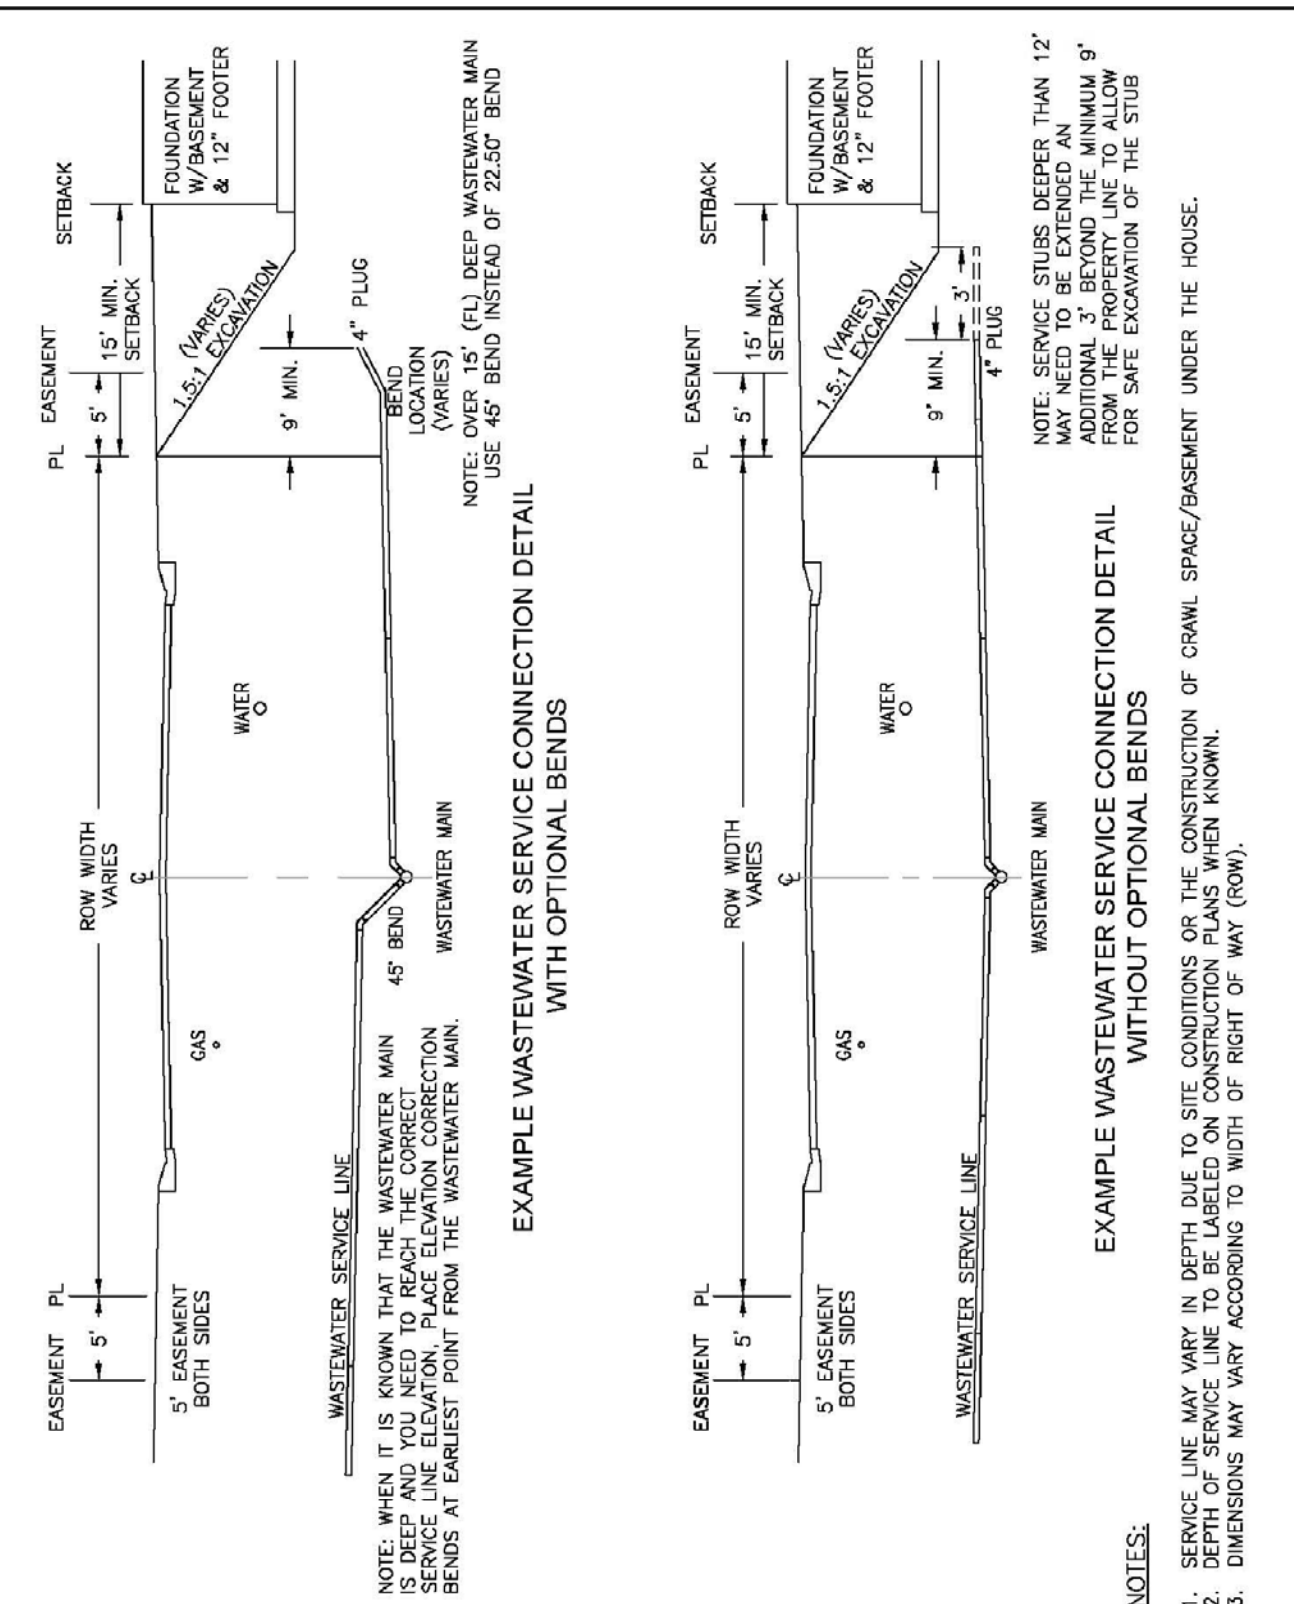 EASEMENT PL
5'
5' EASEMENT
BOTH SIDES
ROW WIDTH
VARIES
℄
PL EASEMENT
5'
15' MIN.
SETBACK
SETBACK
FOUNDATION
W/BASEMENT
& 12" FOOTER
1.5:1 (VARIES)
EXCAVATION
9' MIN.
4" PLUG
BEND
LOCATION
(VARIES)
GAS
WATER
WASTEWATER SERVICE LINE
45° BEND
WASTEWATER MAIN
NOTE: WHEN IT IS KNOWN THAT THE WASTEWATER MAIN
IS DEEP AND YOU NEED TO REACH THE CORRECT
SERVICE LINE ELEVATION, PLACE ELEVATION CORRECTION
BENDS AT EARLIEST POINT FROM THE WASTEWATER MAIN.
NOTE: OVER 15' (FL) DEEP WASTEWATER MAIN
USE 45° BEND INSTEAD OF 22.50° BEND
EXAMPLE WASTEWATER SERVICE CONNECTION DETAIL
WITH OPTIONAL BENDS
EASEMENT PL
5'
5' EASEMENT
BOTH SIDES
ROW WIDTH
VARIES
℄
PL EASEMENT
5'
15' MIN.
SETBACK
SETBACK
FOUNDATION
W/BASEMENT
& 12" FOOTER
1.5:1 (VARIES)
EXCAVATION
9' MIN.
3'
4" PLUG
GAS
WATER
WASTEWATER SERVICE LINE
WASTEWATER MAIN
NOTE: SERVICE STUBS DEEPER THAN 12'
MAY NEED TO BE EXTENDED AN
ADDITIONAL 3' BEYOND THE MINIMUM 9'
FROM THE PROPERTY LINE TO ALLOW
FOR SAFE EXCAVATION OF THE STUB
EXAMPLE WASTEWATER SERVICE CONNECTION DETAIL
WITHOUT OPTIONAL BENDS
NOTES:
1. SERVICE LINE MAY VARY IN DEPTH DUE TO SITE CONDITIONS OR THE CONSTRUCTION OF CRAWL SPACE/BASEMENT UNDER THE HOUSE.
2. DEPTH OF SERVICE LINE TO BE LABELED ON CONSTRUCTION PLANS WHEN KNOWN.
3. DIMENSIONS MAY VARY ACCORDING TO WIDTH OF RIGHT OF WAY (ROW).